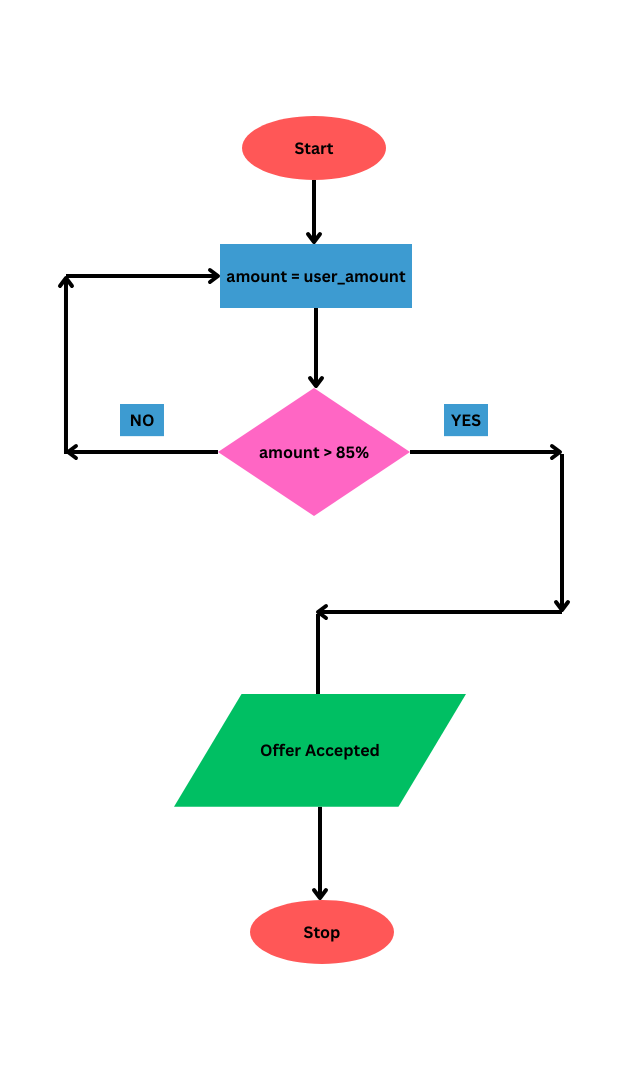 Start
amount = user_amount
NO
YES
amount > 85%
Offer Accepted
Stop